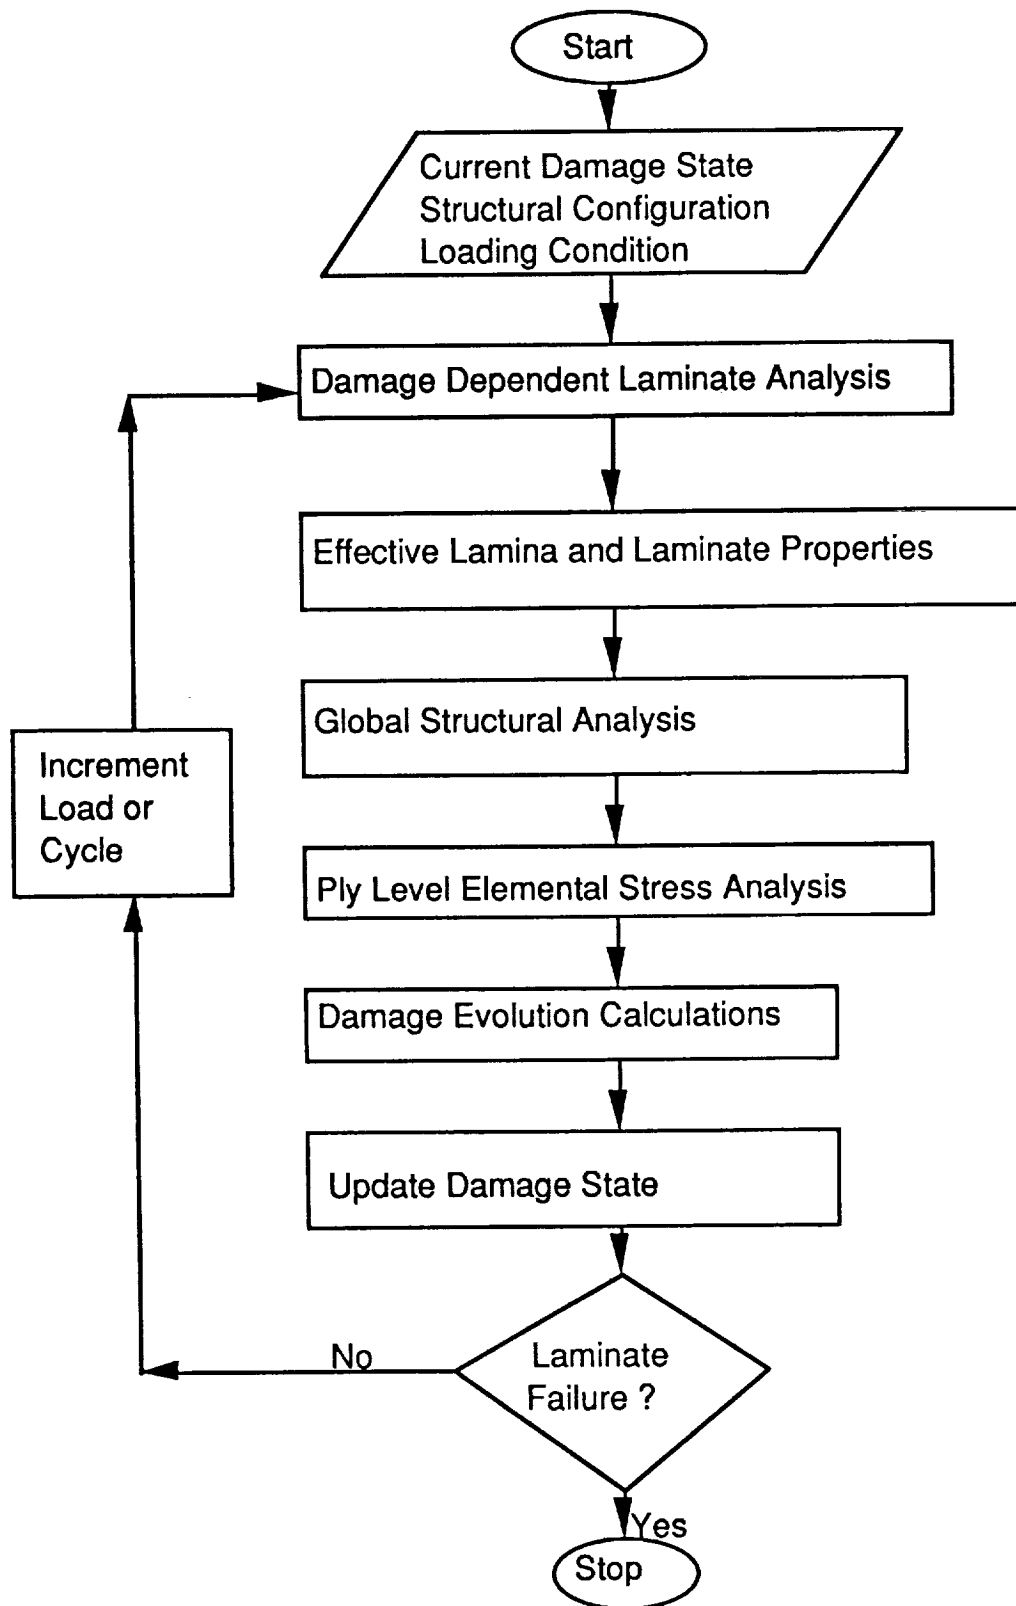 Start
Current Damage State
Structural Configuration
Loading Condition
Damage Dependent Laminate Analysis
Effective Lamina and Laminate Properties
Global Structural Analysis
Increment
Load or
Cycle
Ply Level Elemental Stress Analysis
Damage Evolution Calculations
Update Damage State
Laminate
Failure ?
No
Yes
Stop